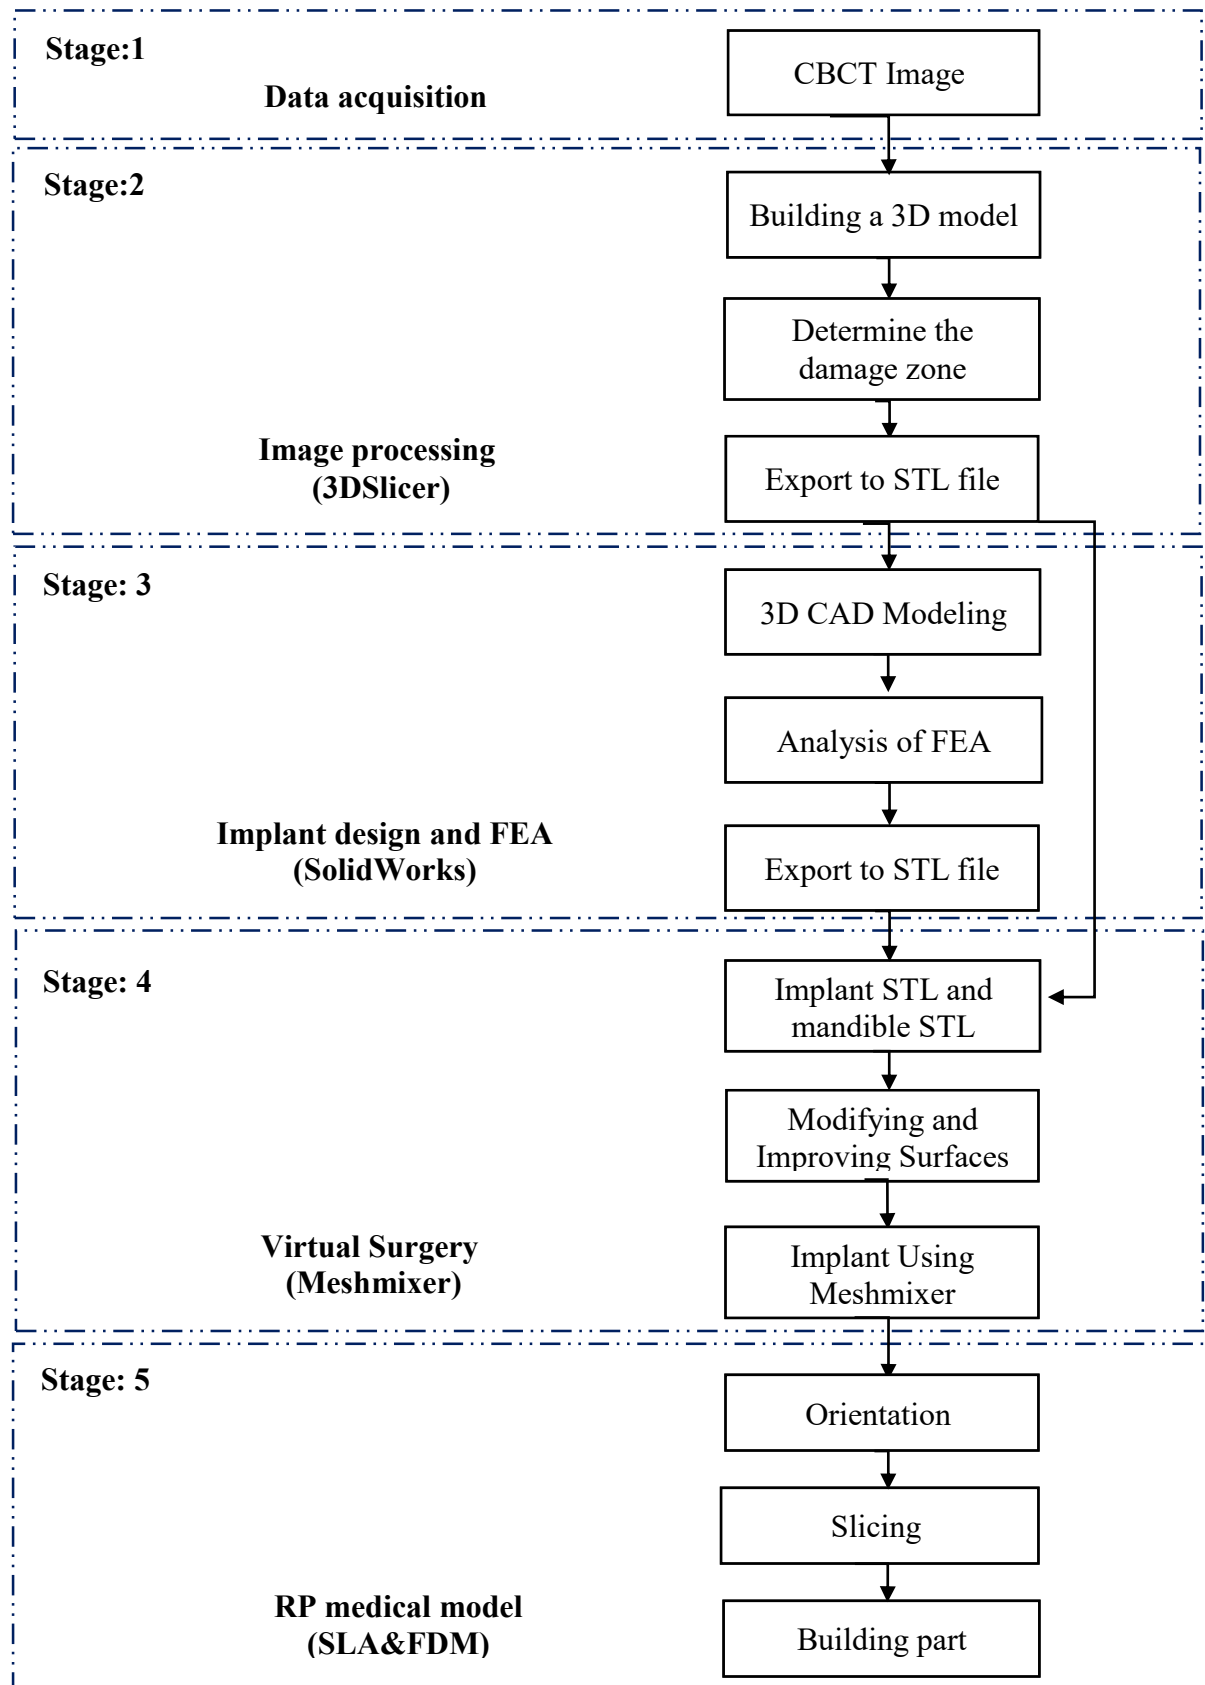 Stage:1
CBCT Image
Data acquisition
Stage:2
Building a 3D model
Determine the
damage zone
Image processing
(3DSlicer)
Export to STL file
Stage: 3
3D CAD Modeling
Analysis of FEA
Implant design and FEA
(SolidWorks)
Export to STL file
Stage: 4
Implant STL and
mandible STL
Modifying and
Improving Surfaces
Virtual Surgery
(Meshmixer)
Implant Using
Meshmixer
Stage: 5
Orientation
Slicing
RP medical model
(SLA&FDM)
Building part